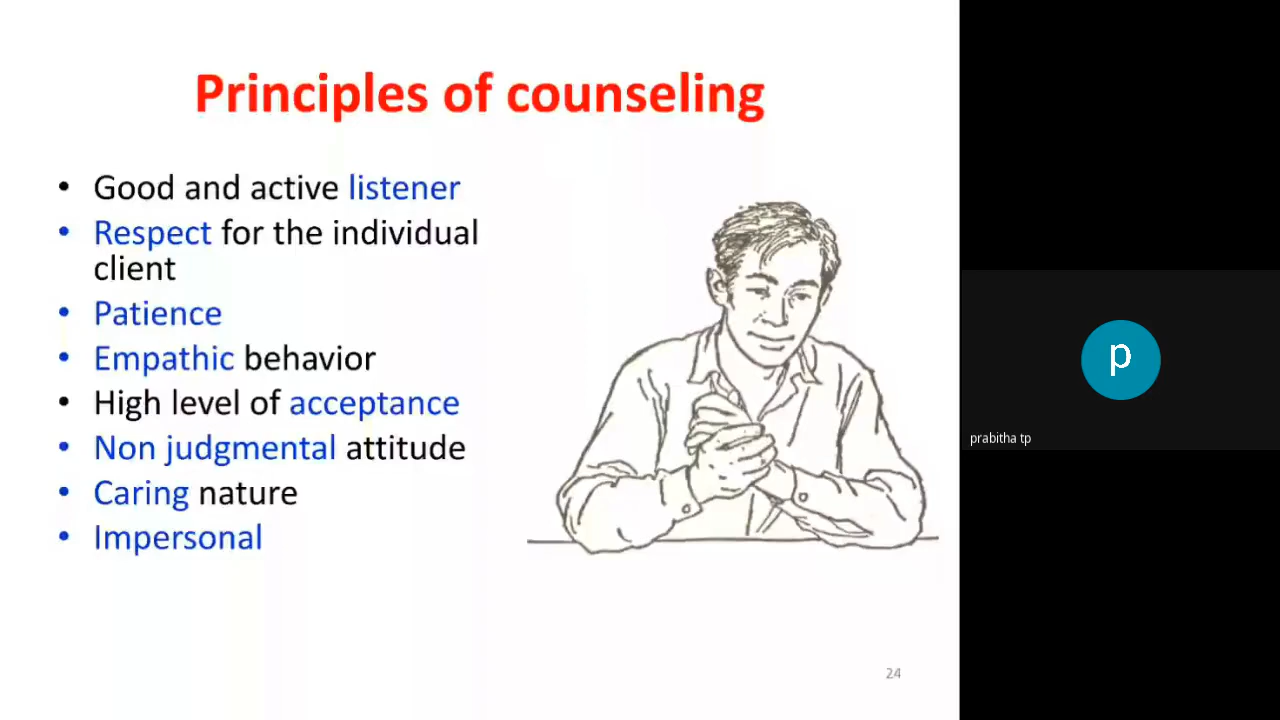 Principles of counseling
• Good and active listener
• Respect for the individual
client
• Patience
• Empathic behavior
• High level of acceptance
• Non judgmental attitude
• Caring nature
• Impersonal
24
p
prabitha tp